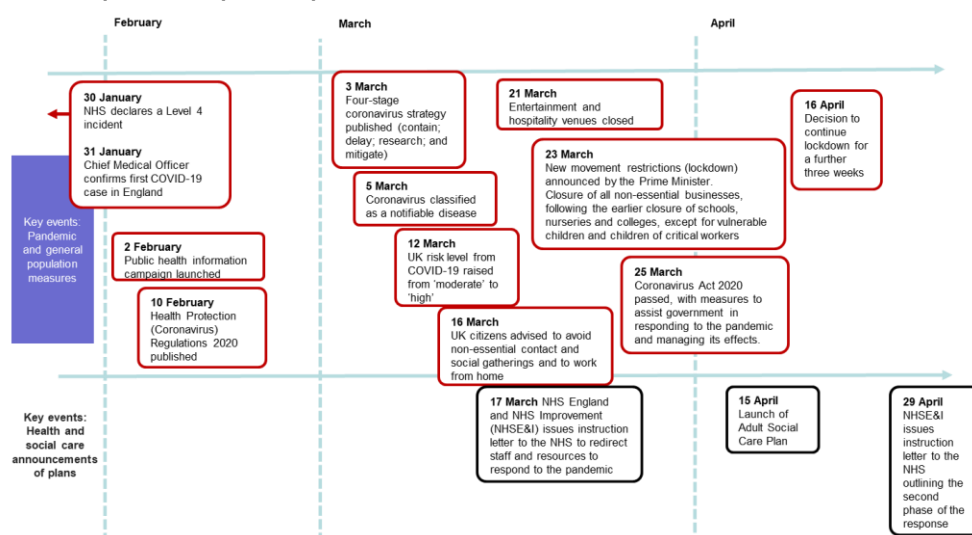 February
March
April
30 January
NHS declares a Level 4
incident
31 January
Chief Medical Officer
confirms first COVID-19
case in England
3 March
Four-stage
coronavirus strategy
published (contain;
delay; research; and
mitigate)
21 March
Entertainment and
hospitality venues closed
16 April
Decision to
continue
lockdown for a
further
three weeks
23 March
New movement restrictions (lockdown)
announced by the Prime Minister.
Closure of all non-essential businesses,
following the earlier closure of schools,
nurseries and colleges, except for vulnerable
children and children of critical workers
5 March
Coronavirus classified
as a notifiable disease
Key events:
Pandemic
and general
population
measures
2 February
Public health information
campaign launched
12 March
UK risk level from
COVID-19 raised
from 'moderate' to
'high'
25 March
Coronavirus Act 2020
passed, with measures to
assist government in
responding to the pandemic
and managing its effects.
10 February
Health Protection
(Coronavirus)
Regulations 2020
published
16 March
UK citizens advised to avoid
non-essential contact and
social gatherings and to work
from home
Key events:
Health and
social care
announcements
of plans
17 March NHS England
and NHS Improvement
(NHSE&I) issues instruction
letter to the NHS to redirect
staff and resources to
respond to the pandemic
15 April
Launch of
Adult Social
Care Plan
29 April
NHSE&I
issues
instruction
letter to the
NHS
outlining the
second
phase of the
response